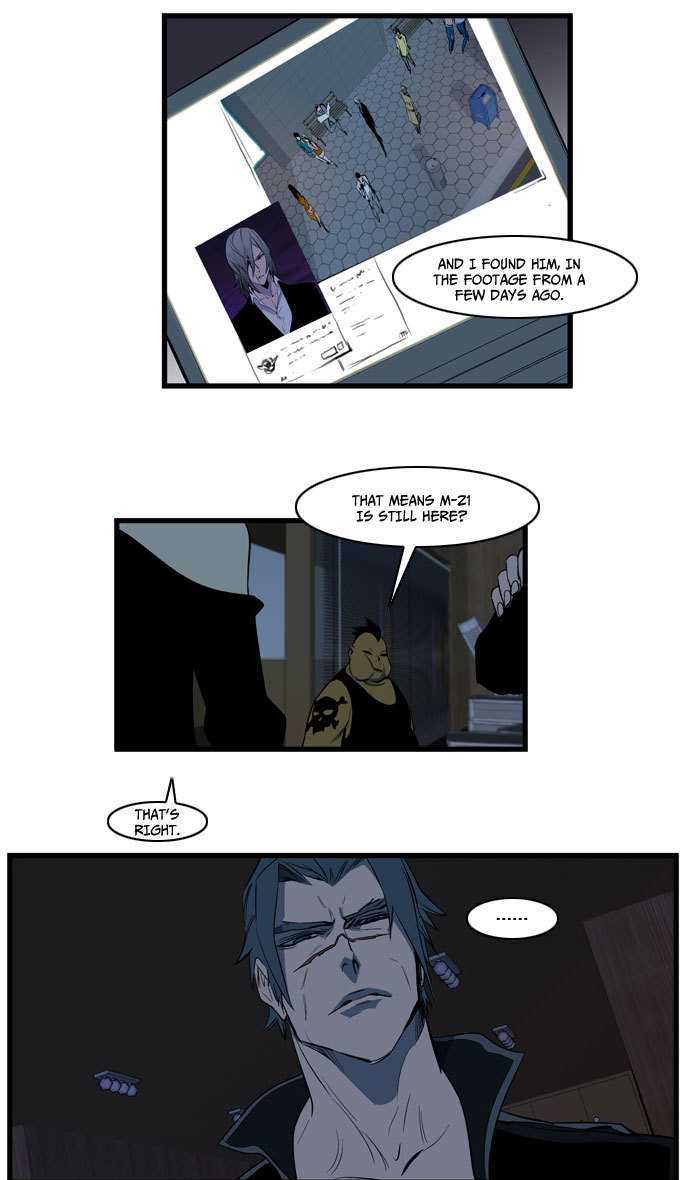 AND I FOUND HIM, IN
THE FOOTAGE FROM A
FEW DAYS AGO.
THAT MEANS M-21
IS STILL HERE?
THAT'S
RIGHT.
------